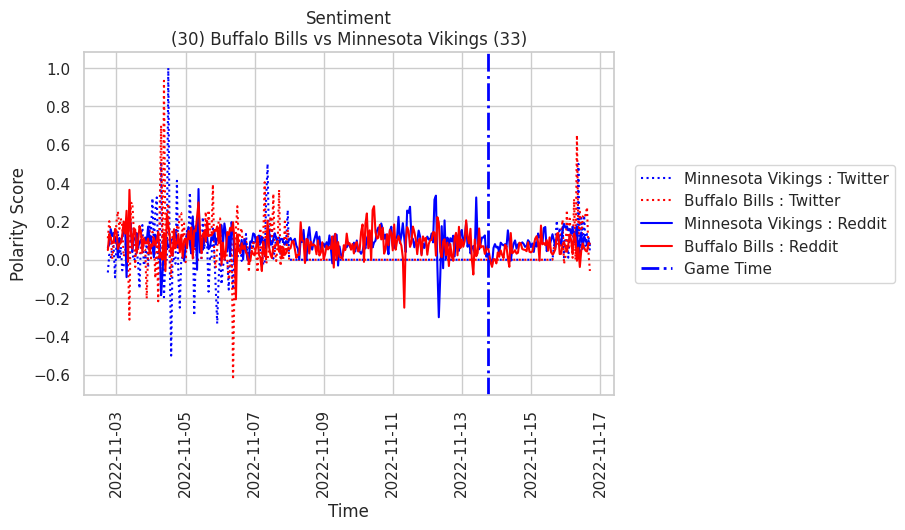 Sentiment
(30) Buffalo Bills vs Minnesota Vikings (33)
Polarity Score
1.0
0.8
0.6
0.4
0.2
0.0
−0.2
−0.4
−0.6
2022-11-03
2022-11-05
2022-11-07
2022-11-09
2022-11-11
2022-11-13
2022-11-15
2022-11-17
Time
Minnesota Vikings : Twitter
Buffalo Bills : Twitter
Minnesota Vikings : Reddit
Buffalo Bills : Reddit
Game Time